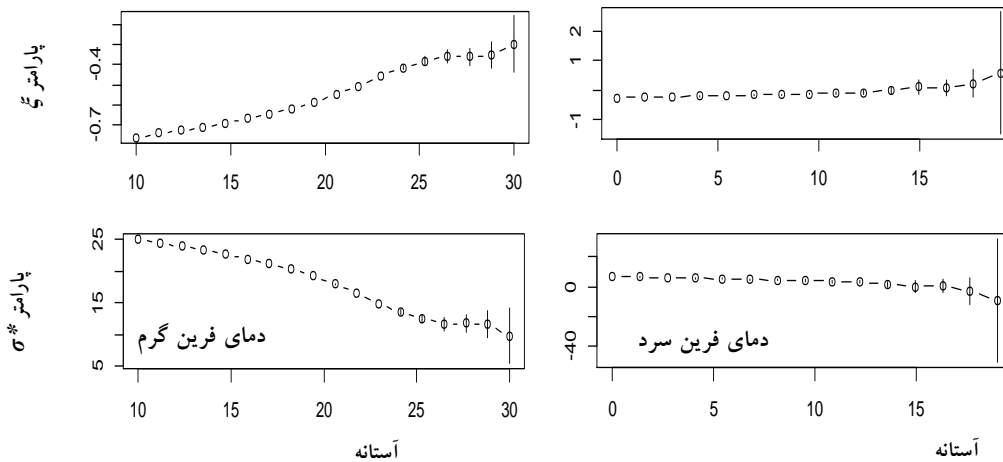 پارامتر ξ
-0.4
-0.7
10 15 20 25 30
2
1
-1
0 5 10 15
پارامتر σ*
25
15
5
10 15 20 25 30
دمای فرین گرم
آستانه
0
-40
0 5 10 15
دمای فرین سرد
آستانه